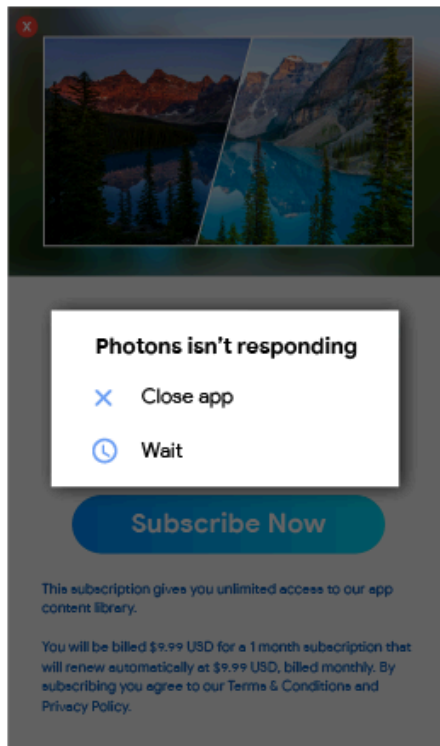 X
Photons isn't responding
Close app
Wait
Subscribe Now
This subscription gives you unlimited access to our app
content library.
You will be billed $9.99 USD for a 1 month subscription that
will renew automatically at $9.99 USD, billed monthly. By
subscribing you agree to our Terms & Conditions and
Privacy Policy.